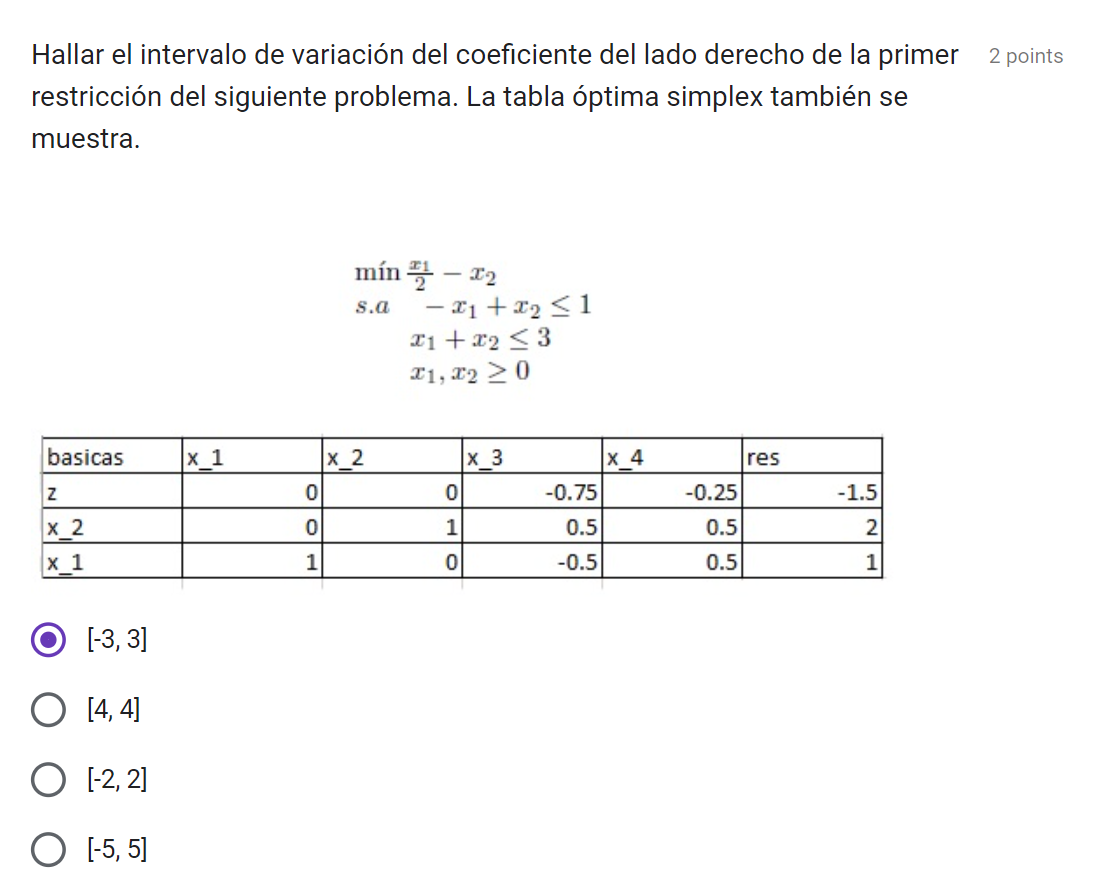 Hallar el intervalo de variación del coeficiente del lado derecho de la primer 2 points
restricción del siguiente problema. La tabla óptima simplex también se
muestra.
mín x₁/2 − x₂
s.a − x₁ + x₂ ≤ 1
x₁ + x₂ ≤ 3
x₁, x₂ ≥ 0
basicas x_1 x_2 x_3 x_4 res
z 0 0 -0.75 -0.25 -1.5
x_2 0 1 0.5 0.5 2
x_1 1 0 -0.5 0.5 1
[-3, 3]
[4, 4]
[-2, 2]
[-5, 5]